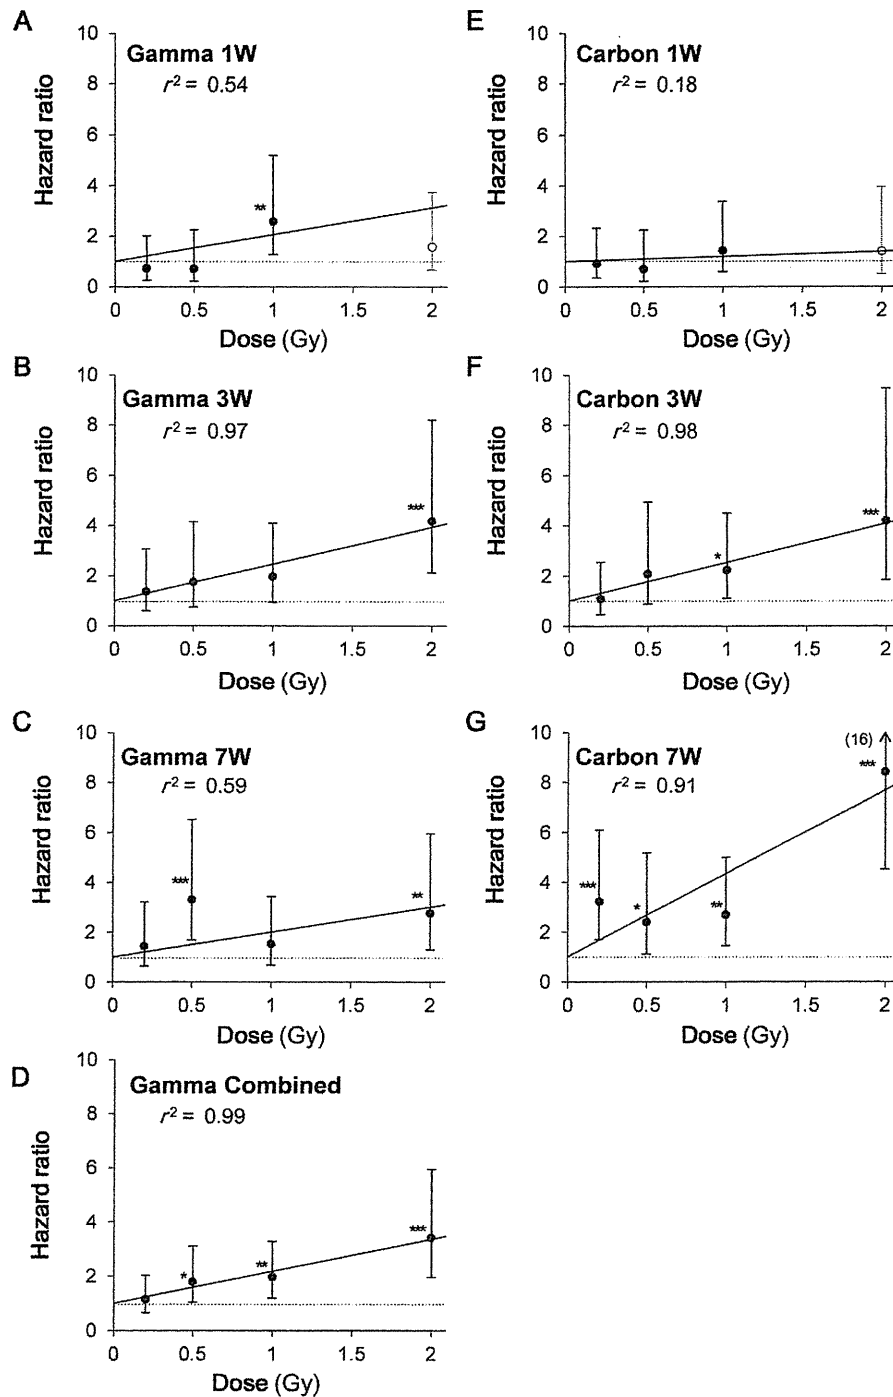 A
Gamma 1W
r² = 0.54
Hazard ratio
10
8
6
4
2
0
**
0 0.5 1 1.5 2
Dose (Gy)
E
Carbon 1W
r² = 0.18
Hazard ratio
10
8
6
4
2
0
0 0.5 1 1.5 2
Dose (Gy)
B
Gamma 3W
r² = 0.97
Hazard ratio
10
8
6
4
2
0
***
0 0.5 1 1.5 2
Dose (Gy)
F
Carbon 3W
r² = 0.98
Hazard ratio
10
8
6
4
2
0
*
***
0 0.5 1 1.5 2
Dose (Gy)
C
Gamma 7W
r² = 0.59
Hazard ratio
10
8
6
4
2
0
***
**
0 0.5 1 1.5 2
Dose (Gy)
G
Carbon 7W
r² = 0.91
Hazard ratio
10
8
6
4
2
0
(16)
***
***
*
**
0 0.5 1 1.5 2
Dose (Gy)
D
Gamma Combined
r² = 0.99
Hazard ratio
10
8
6
4
2
0
*
**
***
0 0.5 1 1.5 2
Dose (Gy)